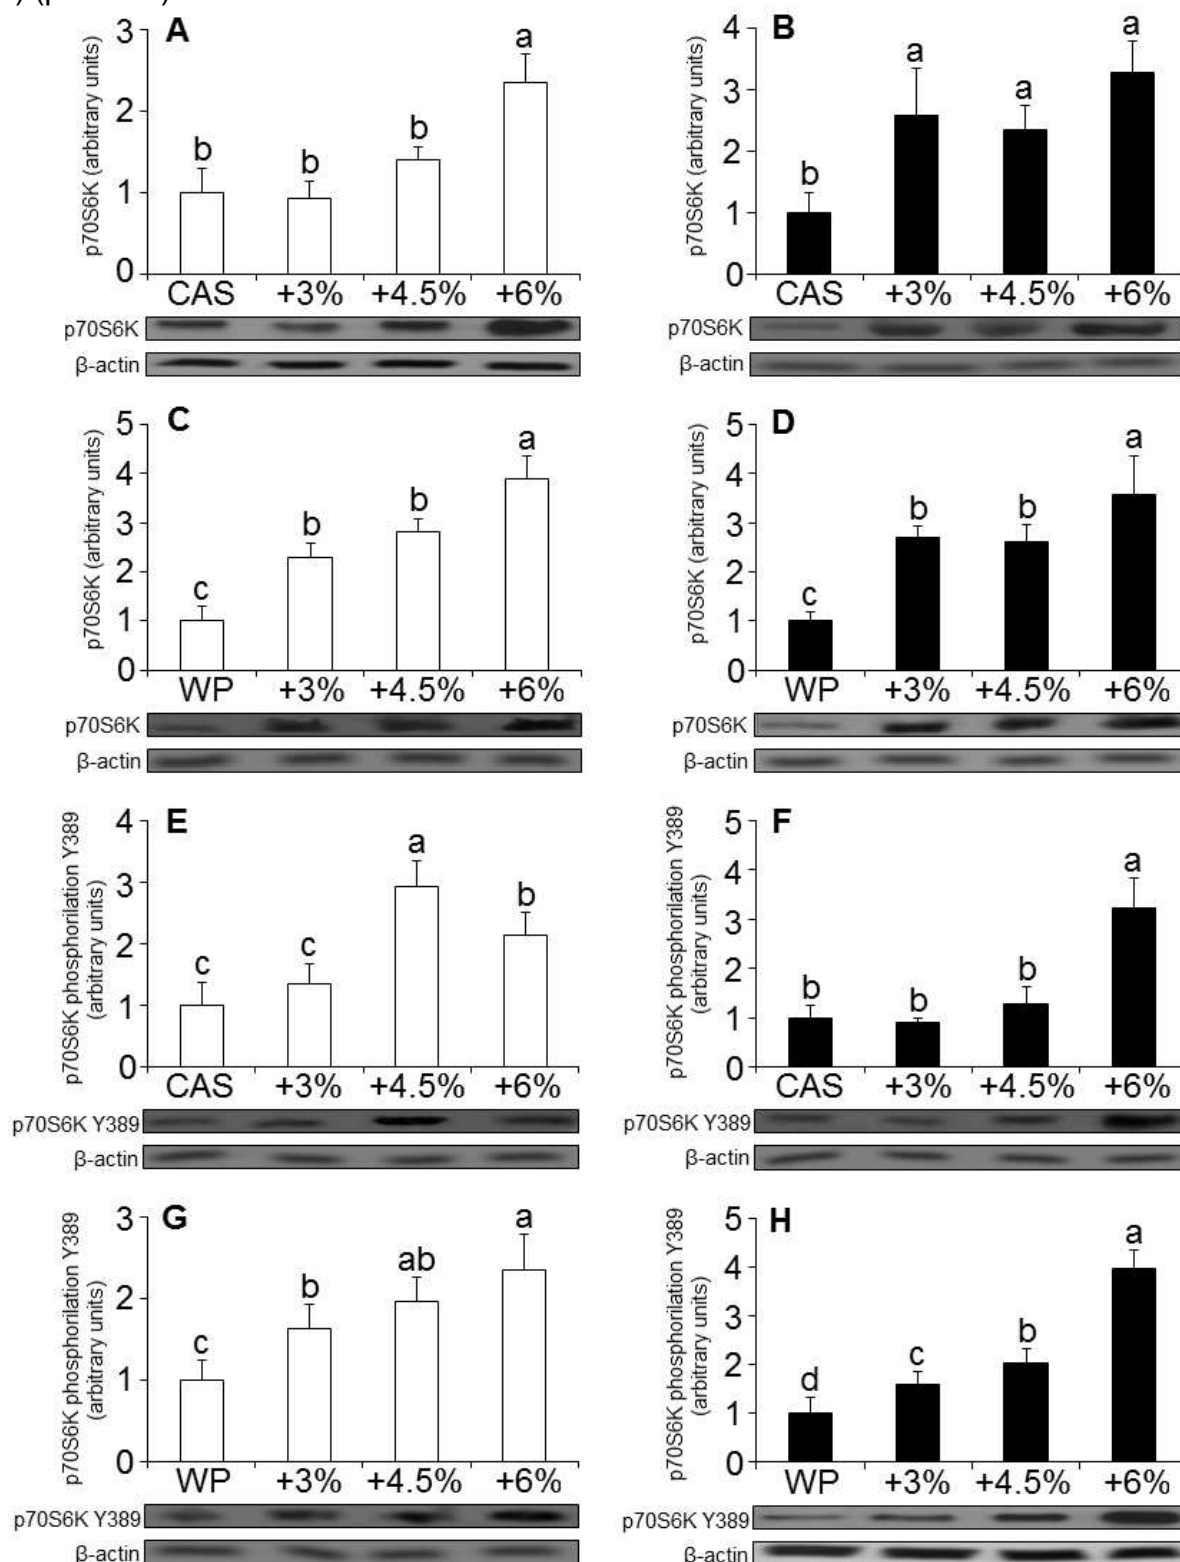 A
p70S6K (arbitrary units)
3
2
1
0
b
b
b
a
CAS +3% +4.5% +6%
p70S6K
β-actin
B
p70S6K (arbitrary units)
4
3
2
1
0
b
a
a
a
CAS +3% +4.5% +6%
p70S6K
β-actin
C
p70S6K (arbitrary units)
5
4
3
2
1
0
c
b
b
a
WP +3% +4.5% +6%
p70S6K
β-actin
D
p70S6K (arbitrary units)
5
4
3
2
1
0
c
b
b
a
WP +3% +4.5% +6%
p70S6K
β-actin
E
p70S6K phosphorilation Y389
(arbitrary units)
4
3
2
1
0
c
c
a
b
CAS +3% +4.5% +6%
p70S6K Y389
β-actin
F
p70S6K phosphorilation Y389
(arbitrary units)
5
4
3
2
1
0
b
b
b
a
CAS +3% +4.5% +6%
p70S6K Y389
β-actin
G
p70S6K phosphorilation Y389
(arbitrary units)
3
2
1
0
c
b
ab
a
WP +3% +4.5% +6%
p70S6K Y389
β-actin
H
p70S6K phosphorilation Y389
(arbitrary units)
5
4
3
2
1
0
d
c
b
a
WP +3% +4.5% +6%
p70S6K Y389
β-actin